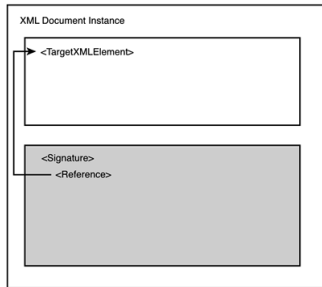 XML Document Instance
<TargetXMLElement>
<Signature>
<Reference>